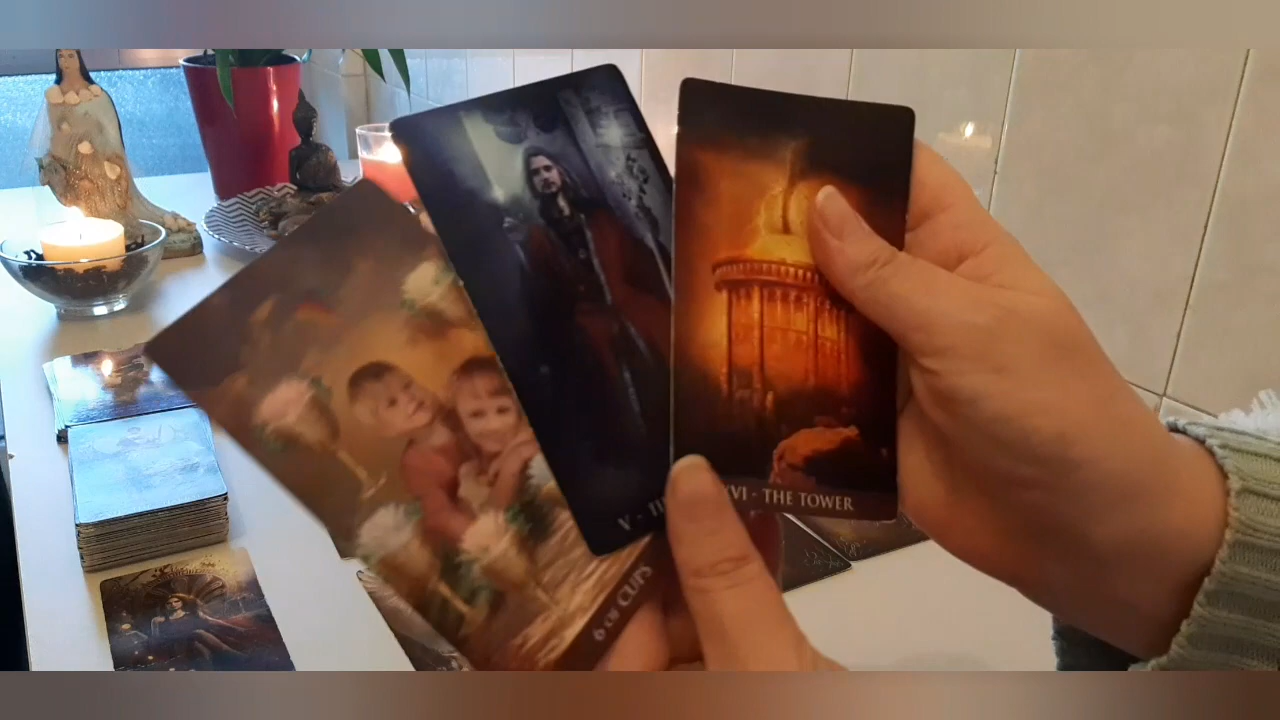 6 OF CUPS
V -
XVI - THE TOWER